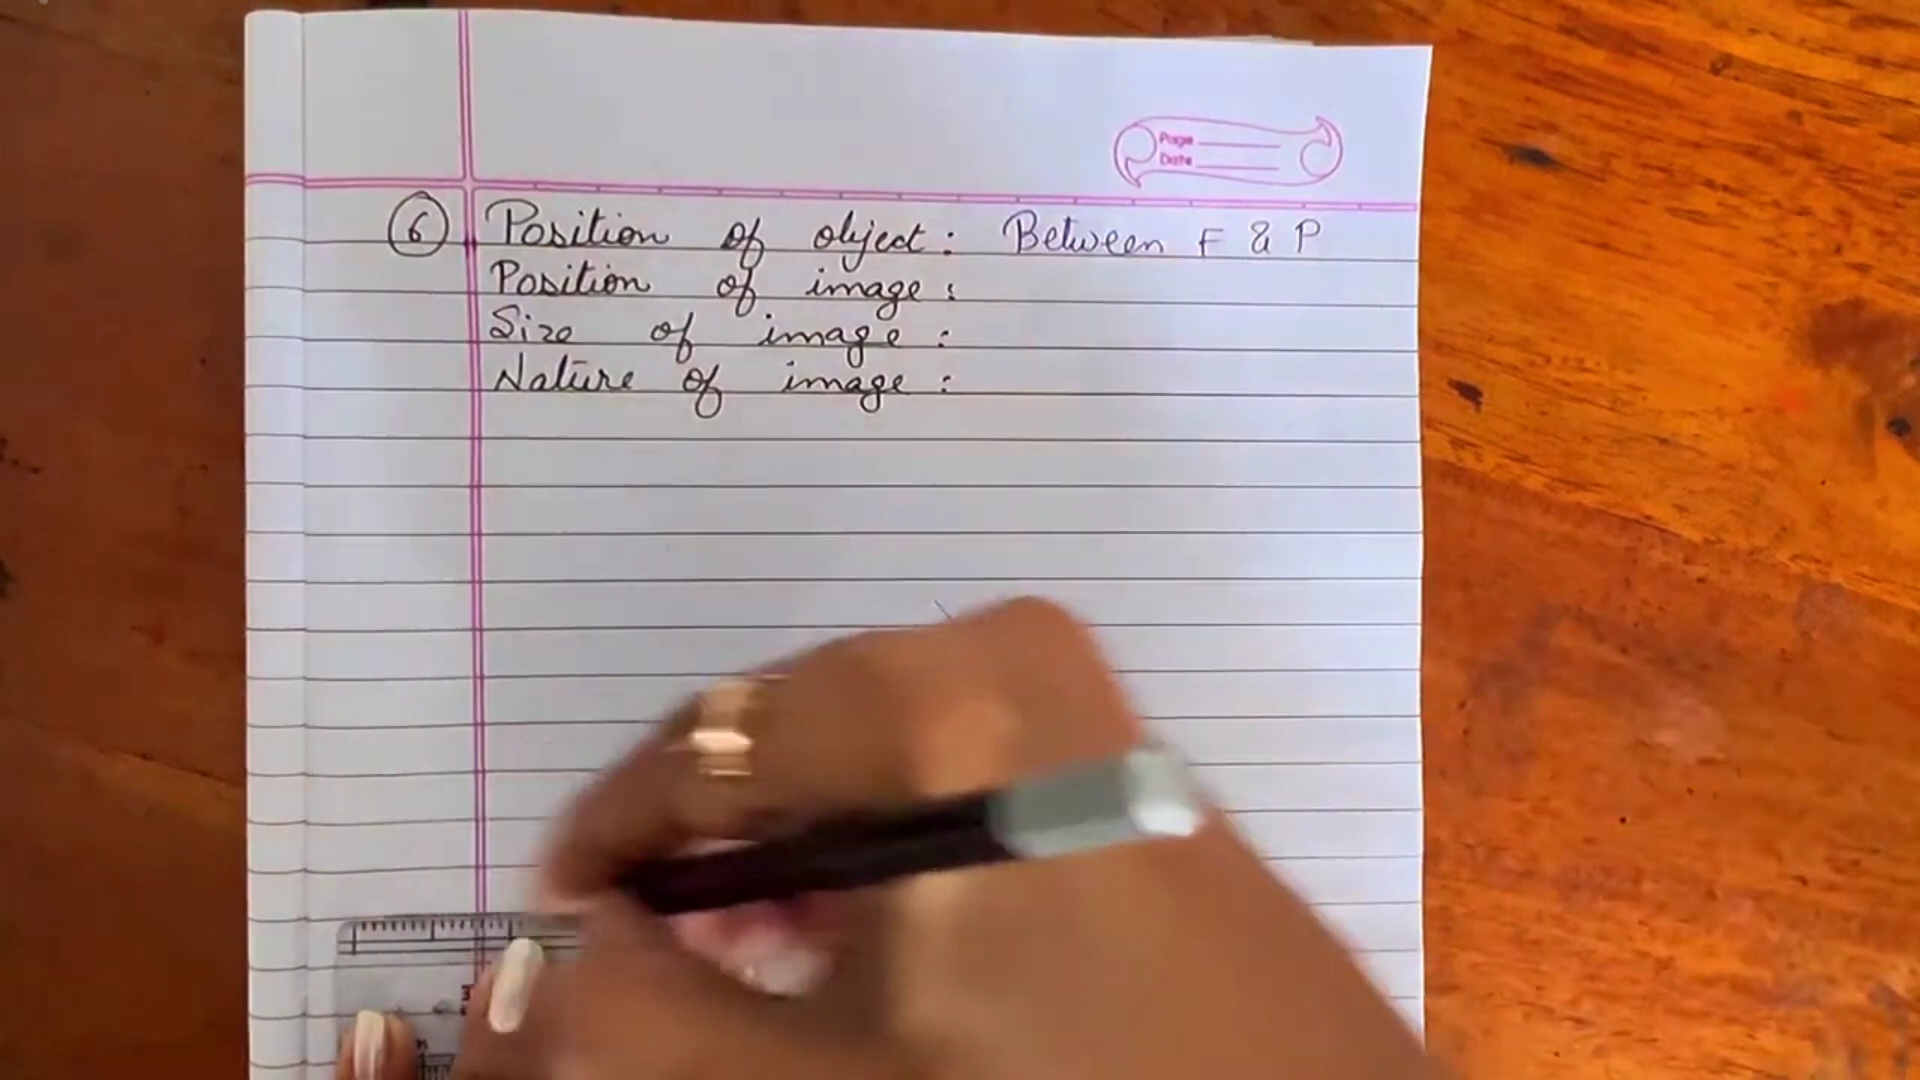 Page
Date
6 Position of object : Between F & P
Position of image :
Size of image :
Nature of image :